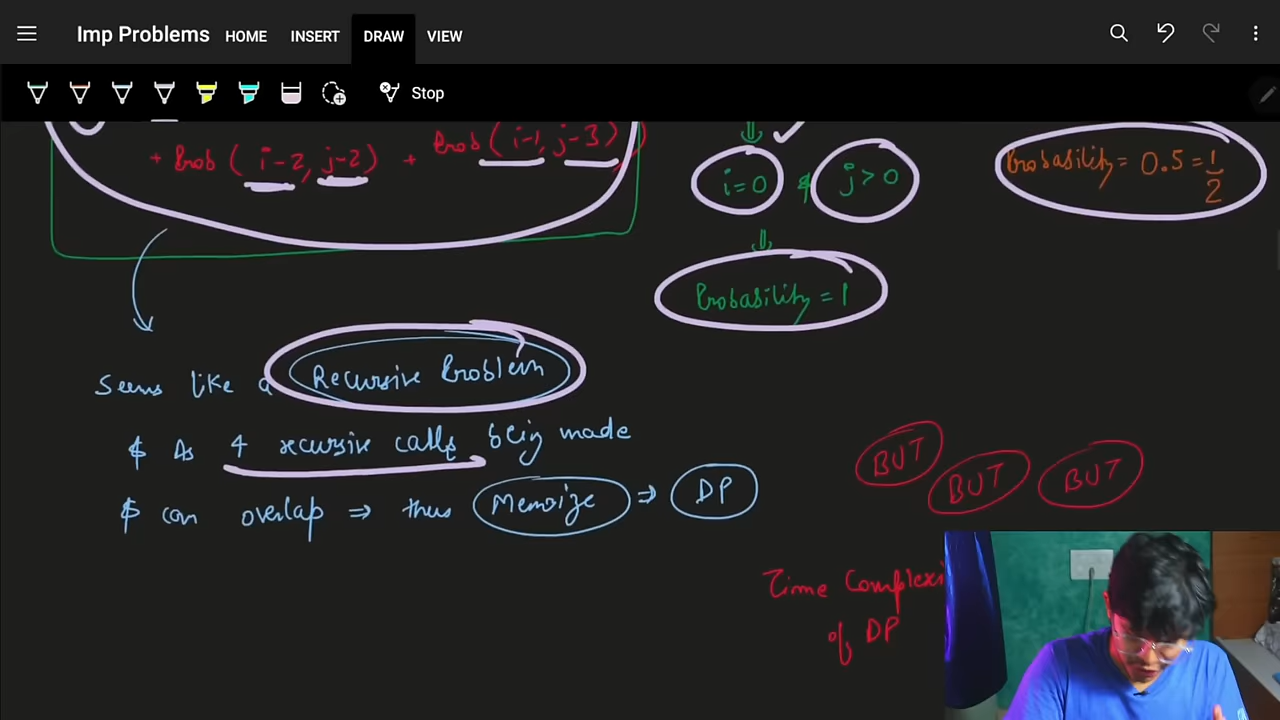 Imp Problems HOME INSERT DRAW VIEW
Stop
+ Prob ( i-2, j-2 ) + Prob ( i-1, j-3 ) )
i=0 & j>0
Probability = 0.5 = 1/2
Probability = 1
Seems like a Recursive Problem
& As 4 recursive calls being made
& can overlap ⇒ thus Memoize ⇒ DP
BUT BUT BUT
Time Complexi
of DP